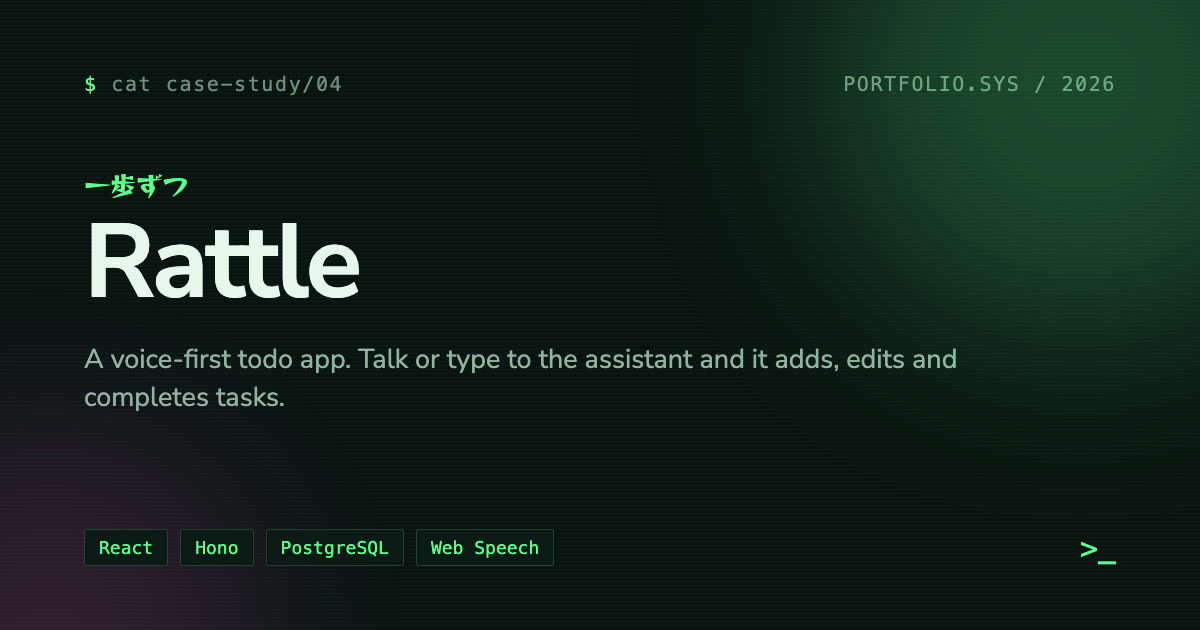 $ cat case-study/04
PORTFOLIO.SYS / 2026
一歩ずつ
Rattle
A voice-first todo app. Talk or type to the assistant and it adds, edits and
completes tasks.
React
Hono
PostgreSQL
Web Speech
>_